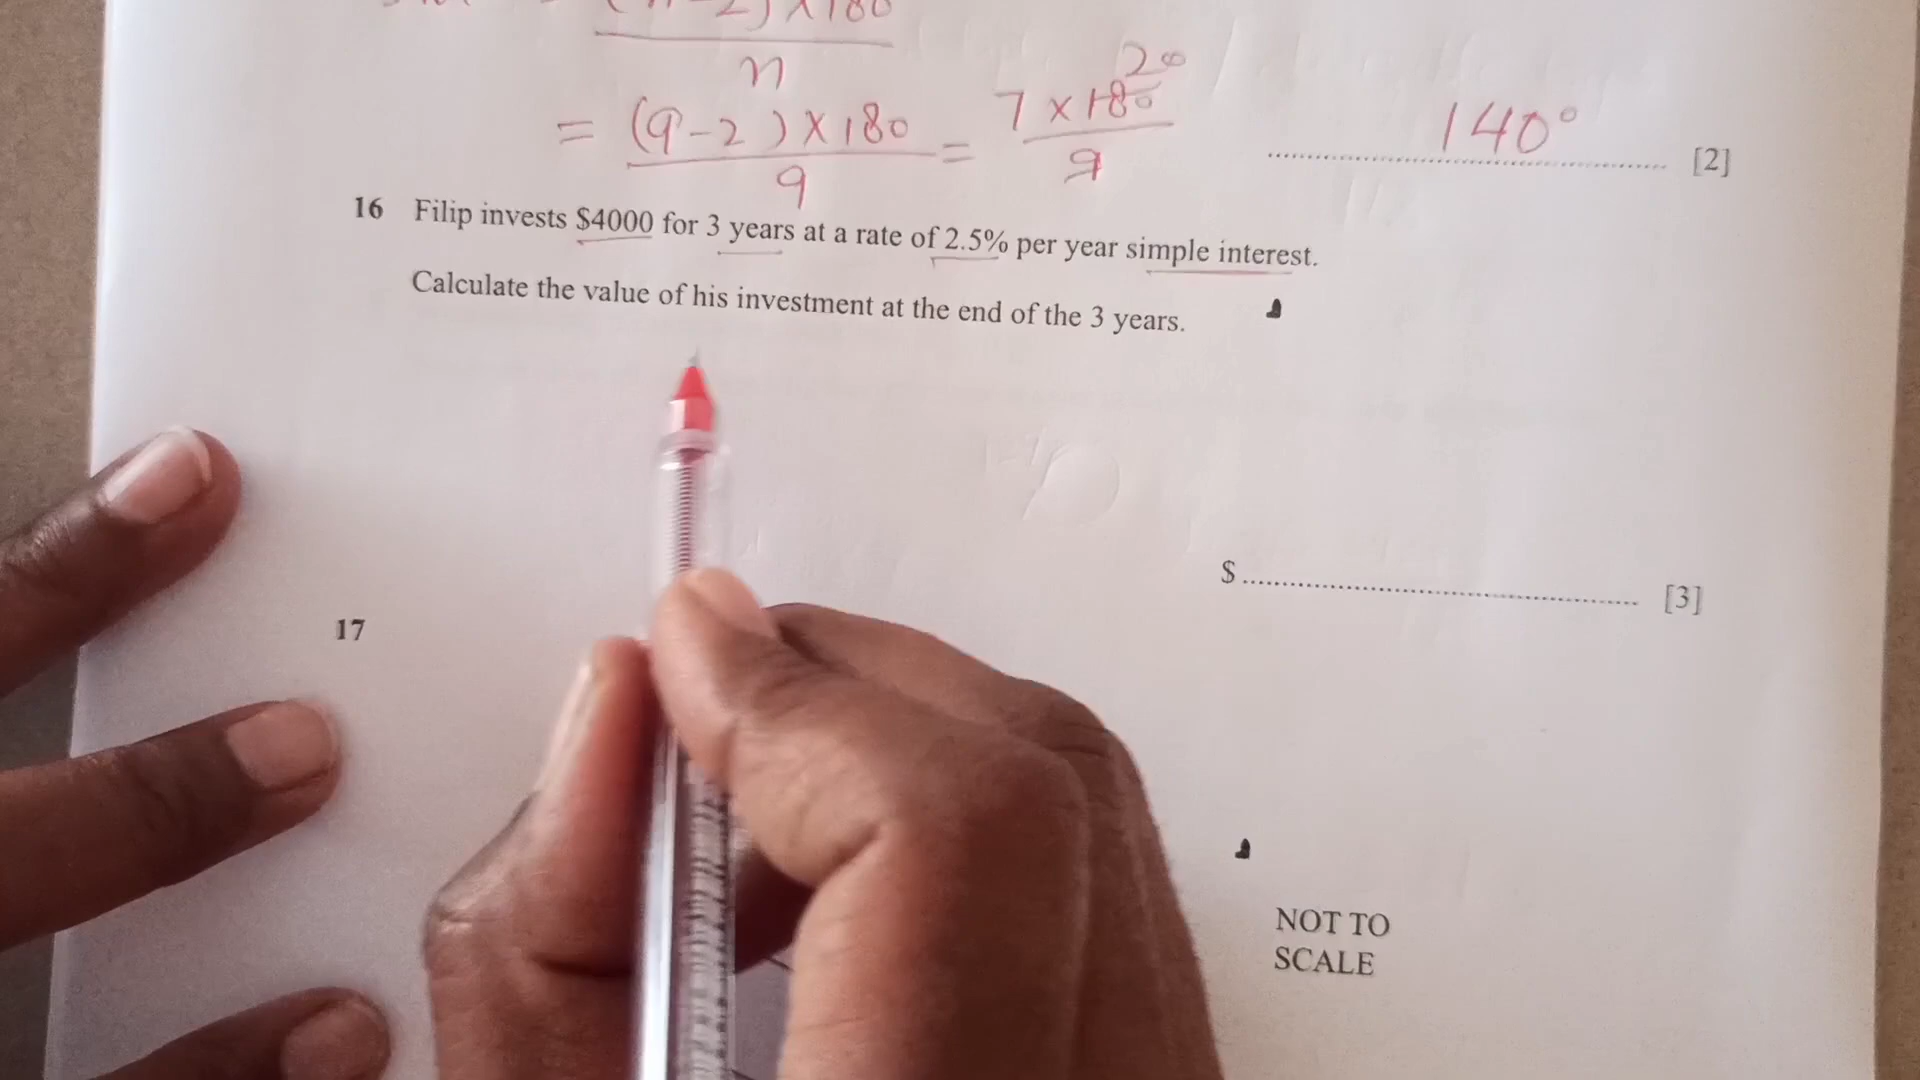 (n-2) × 180
n
= (9-2) × 180 = 7 × 180 20
9 9
140° [2]
16 Filip invests $4000 for 3 years at a rate of 2.5% per year simple interest.
Calculate the value of his investment at the end of the 3 years.
$ [3]
17
NOT TO
SCALE